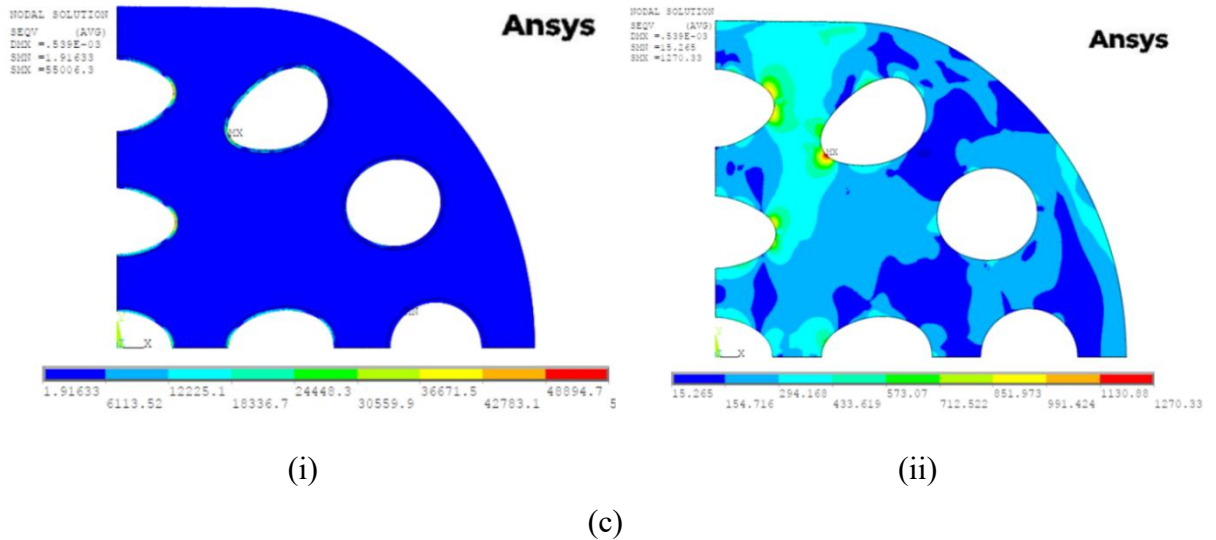 NODAL SOLUTION
SEQV (AVG)
DMX =.539E-03
SMN =1.91633
SMX =55006.3
Ansys
MX
X
1.91633 12225.1 24448.3 36671.5 48894.7
6113.52 18336.7 30559.9 42783.1 5
(i)
NODAL SOLUTION
SEQV (AVG)
DMX =.539E-03
SMN =15.265
SMX =1270.33
Ansys
MX
Y
X
15.265 294.168 573.07 851.973 1130.88
154.716 433.619 712.522 991.424 1270.33
(ii)
(c)